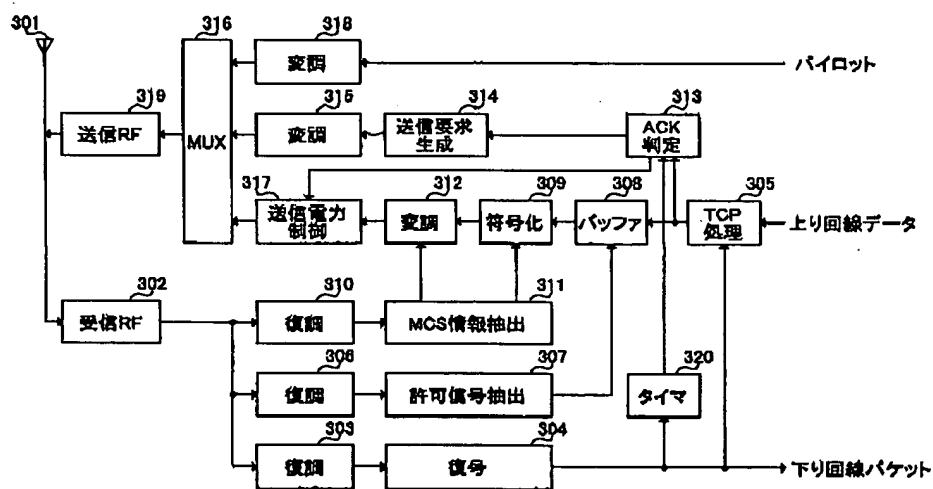 301
316
318
変調
パイロット
319
送信RF
MUX
315
変調
314
送信要求
生成
313
ACK
判定
317
送信電力
制御
312
変調
309
符号化
308
バッファ
305
TCP
処理
上り回線データ
302
受信RF
310
復調
311
MCS情報抽出
306
復調
307
許可信号抽出
320
タイマ
303
復調
304
復号
下り回線パケット